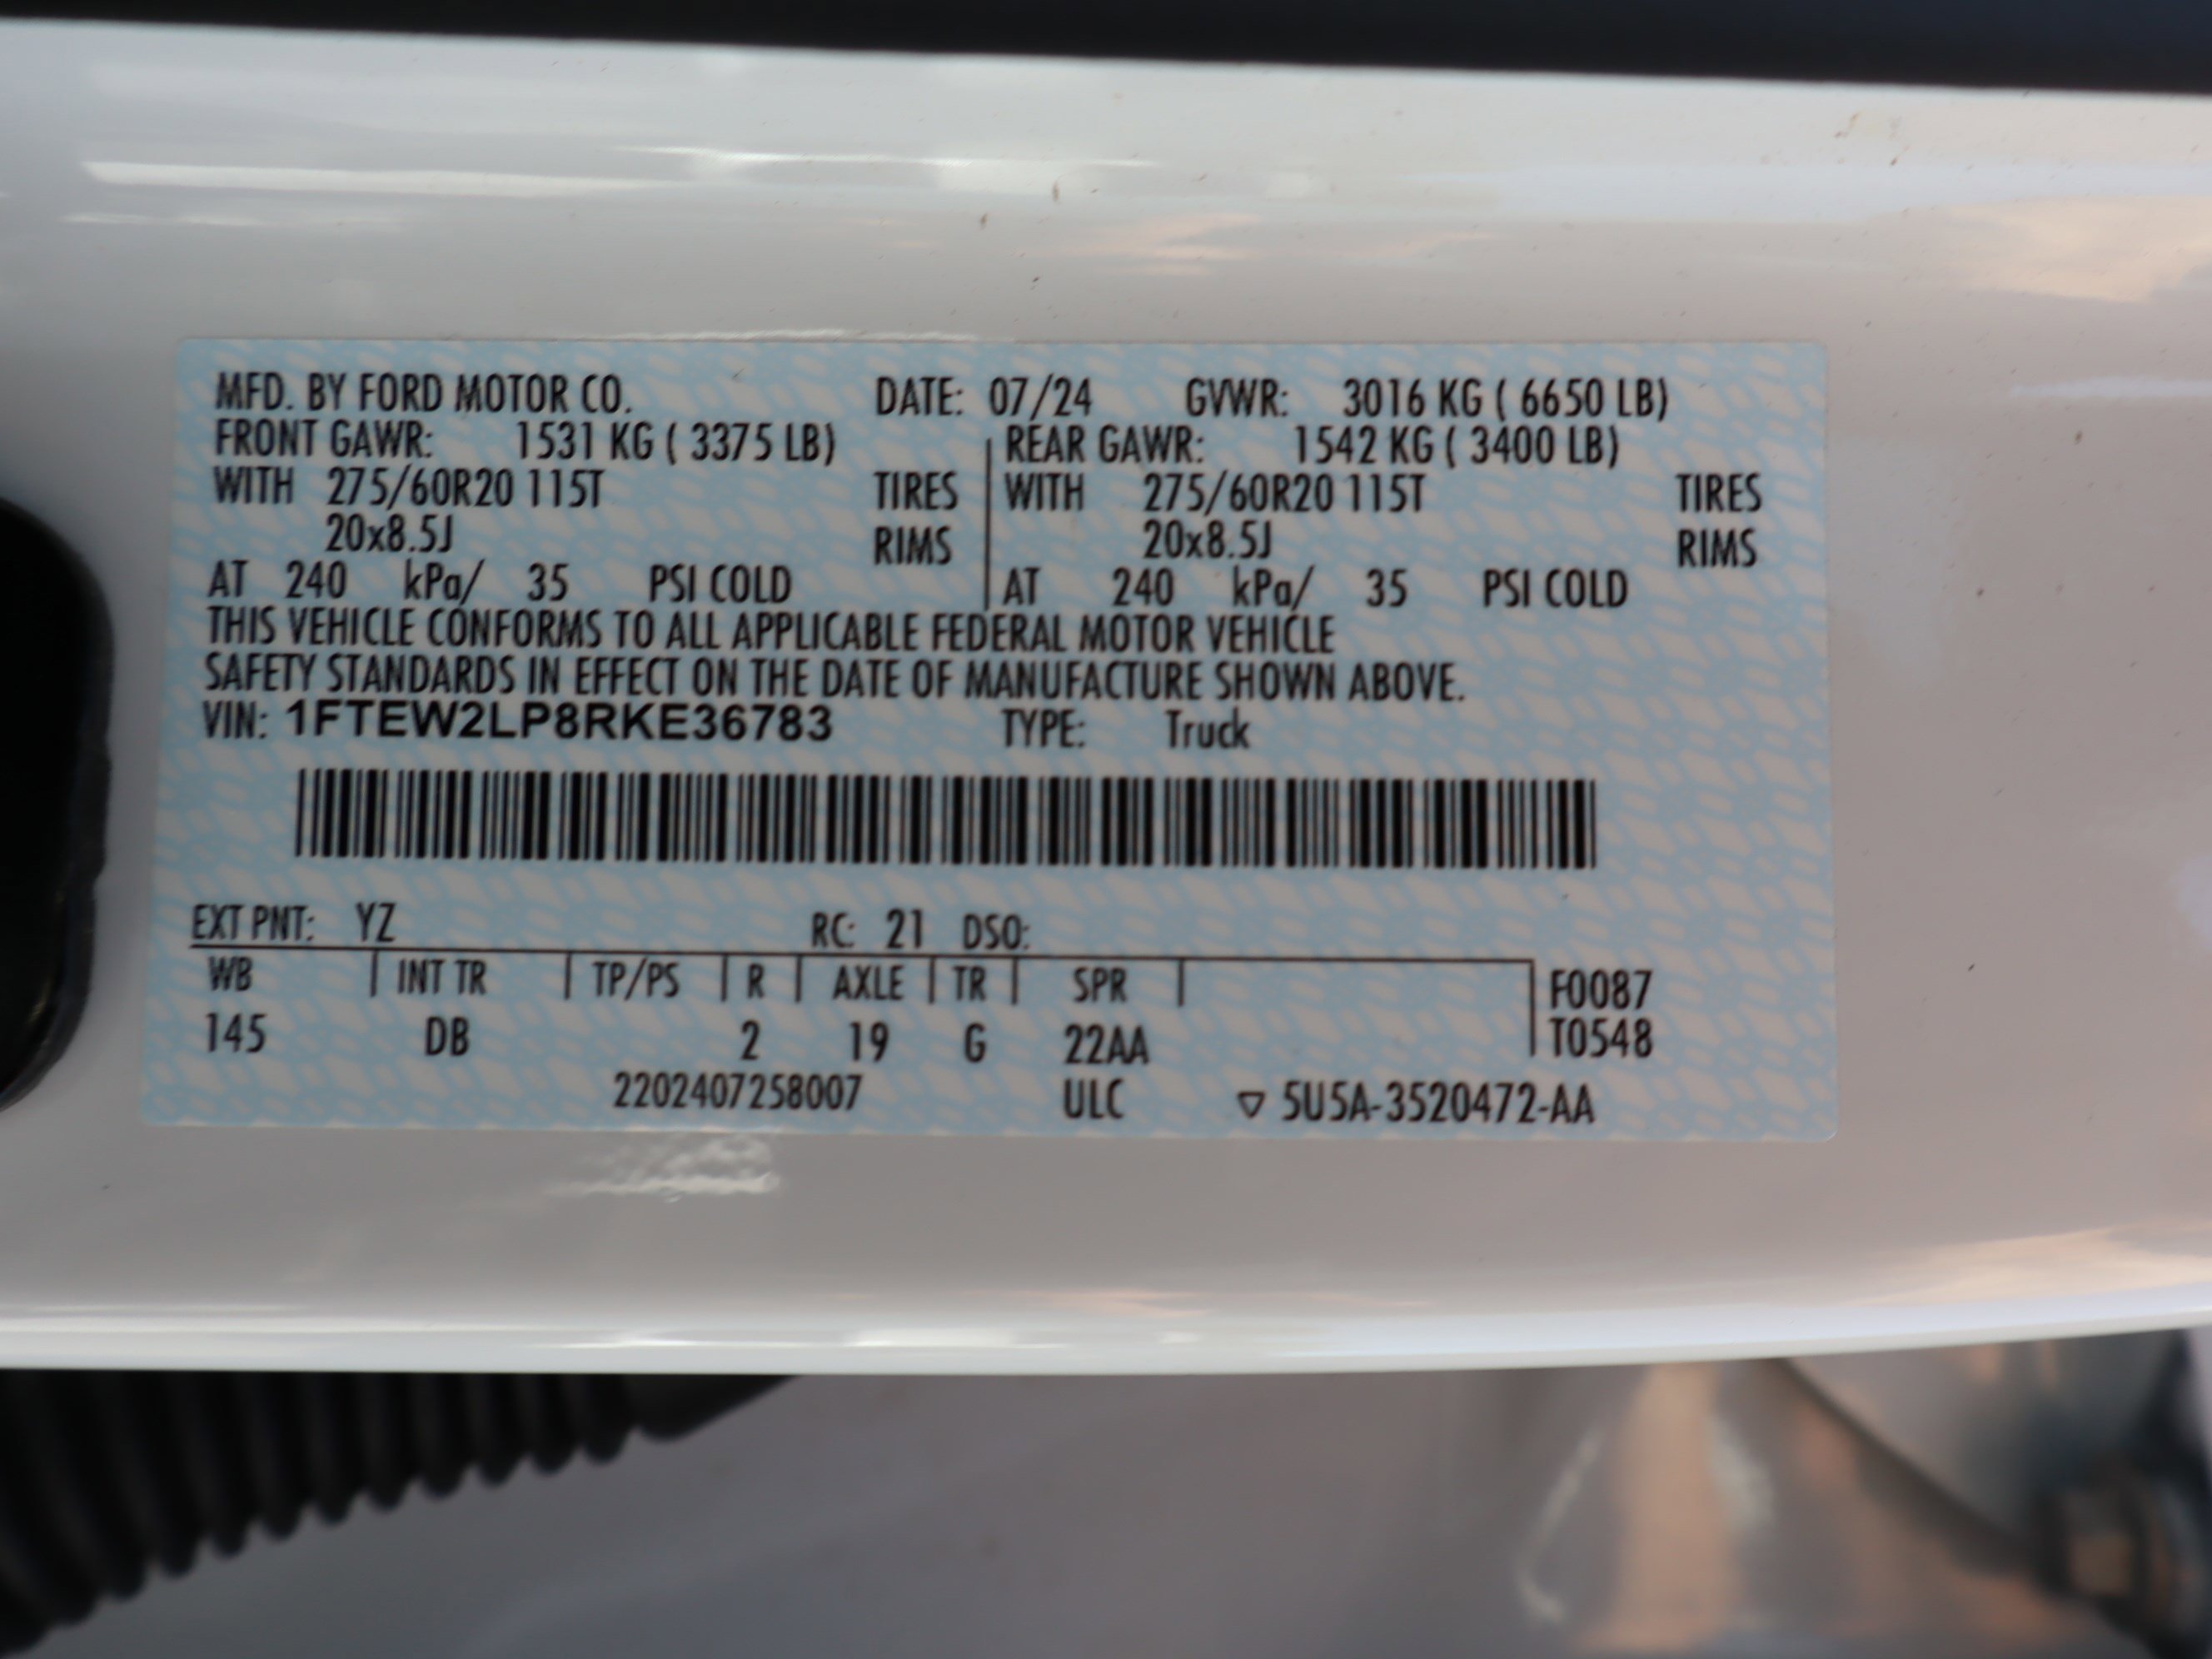 MFD. BY FORD MOTOR CO. DATE: 07/24 GVWR: 3016 KG ( 6650 LB)
FRONT GAWR: 1531 KG ( 3375 LB) REAR GAWR: 1542 KG ( 3400 LB)
WITH 275/60R20 115T TIRES WITH 275/60R20 115T TIRES
20x8.5J RIMS 20x8.5J RIMS
AT 240 kPa/ 35 PSI COLD AT 240 kPa/ 35 PSI COLD
THIS VEHICLE CONFORMS TO ALL APPLICABLE FEDERAL MOTOR VEHICLE
SAFETY STANDARDS IN EFFECT ON THE DATE OF MANUFACTURE SHOWN ABOVE.
VIN: 1FTEW2LP8RKE36783 TYPE: Truck
EXT PNT: YZ RC: 21 DSO:
WB INT TR TP/PS R AXLE TR SPR F0087
145 DB 2 19 G 22AA T0548
2202407258007 ULC ▽ 5U5A-3520472-AA